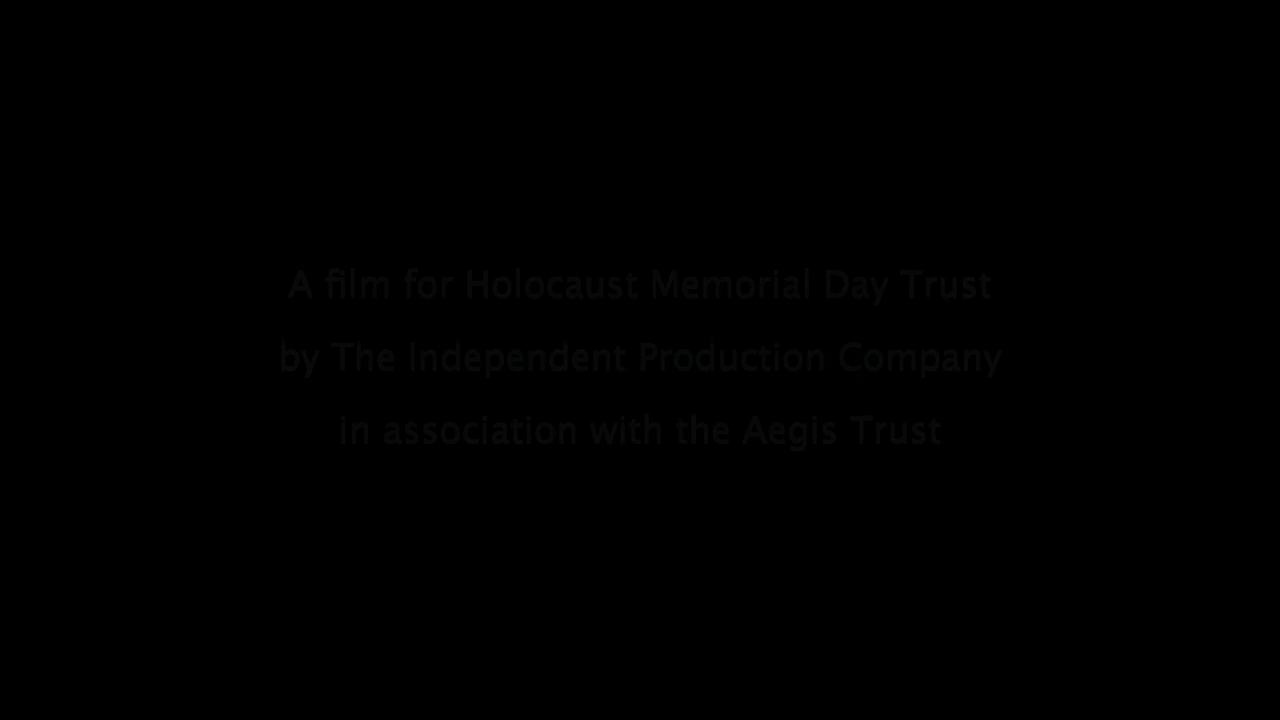 A film for Holocaust Memorial Day Trust
by The Independent Production Company
in association with the Aegis Trust